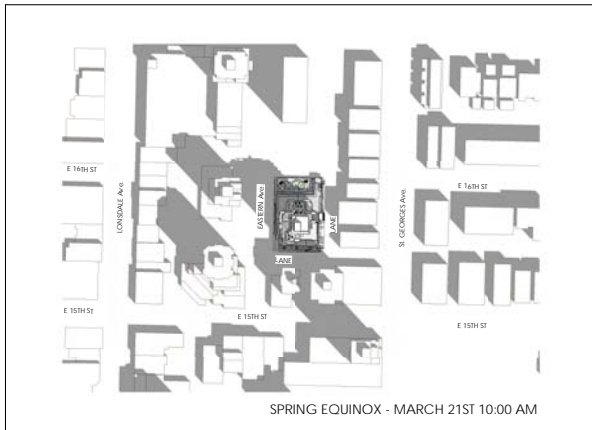 E 16TH ST
LONSDALE Ave.
EASTERN Ave.
LANE
LANE
St. GEORGES Ave.
E 16TH ST
E 15TH ST
E 15TH ST
E 15TH ST
SPRING EQUINOX - MARCH 21ST 10:00 AM